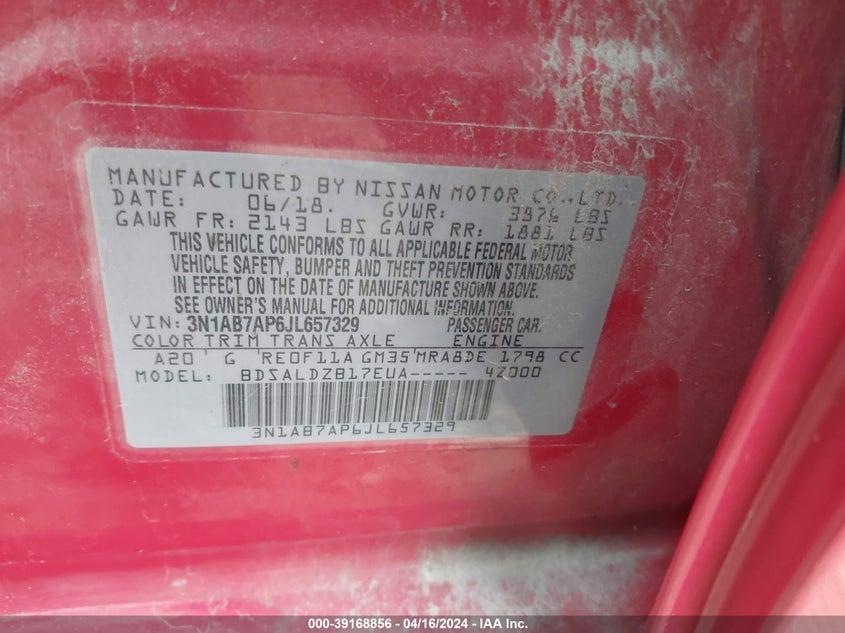 MANUFACTURED BY NISSAN MOTOR CO.,LTD.
DATE: 06/18. GVWR: 3976 LBS
GAWR FR: 2143 LBS GAWR RR: 1881 LBS
THIS VEHICLE CONFORMS TO ALL APPLICABLE FEDERAL MOTOR
VEHICLE SAFETY, BUMPER AND THEFT PREVENTION STANDARDS
IN EFFECT ON THE DATE OF MANUFACTURE SHOWN ABOVE.
SEE OWNER'S MANUAL FOR ADDITIONAL INFORMATION.
VIN: 3N1AB7AP6JL657329 PASSENGER CAR.
COLOR TRIM TRANS AXLE ENGINE
A20 G RE0F11A GM35 MRA8DE 1798 CC
MODEL: BDSALDZB17EUA----- 4Z000
3N1AB7AP6JL657329
000-39168856 - 04/16/2024 - IAA Inc.